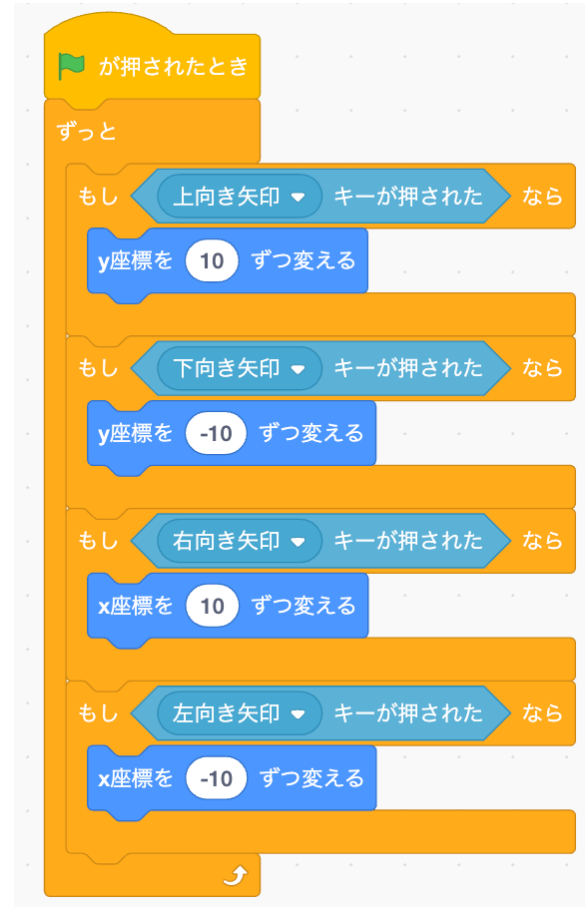 が押されたとき
ずっと
もし 上向き矢印 キーが押された なら
y座標を 10 ずつ変える
もし 下向き矢印 キーが押された なら
y座標を -10 ずつ変える
もし 右向き矢印 キーが押された なら
x座標を 10 ずつ変える
もし 左向き矢印 キーが押された なら
x座標を -10 ずつ変える